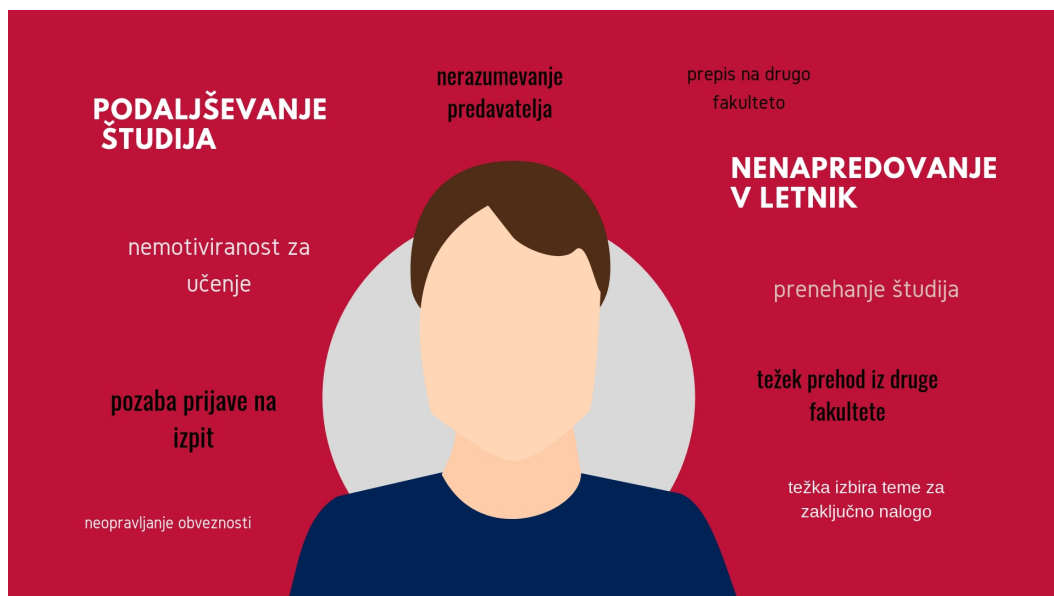 nerazumevanje
predavatelja
prepis na drugo
fakulteto
PODALJŠEVANJE
ŠTUDIJA
NENAPREDOVANJE
V LETNIK
nemotiviranost za
učenje
prenehanje študija
težek prehod iz druge
fakultete
pozaba prijave na
izpit
težka izbira teme za
zaključno nalogo
neopravljanje obveznosti